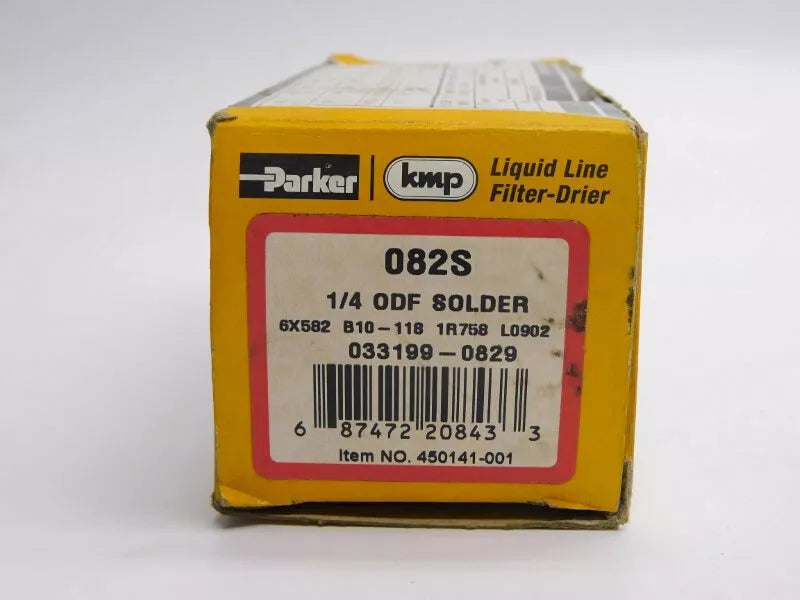 Parker
kmp
Liquid Line
Filter-Drier
082S
1/4 ODF SOLDER
6X582 B10-118 1R758 L0902
033199-0829
6 87472 20843 3
Item NO. 450141-001